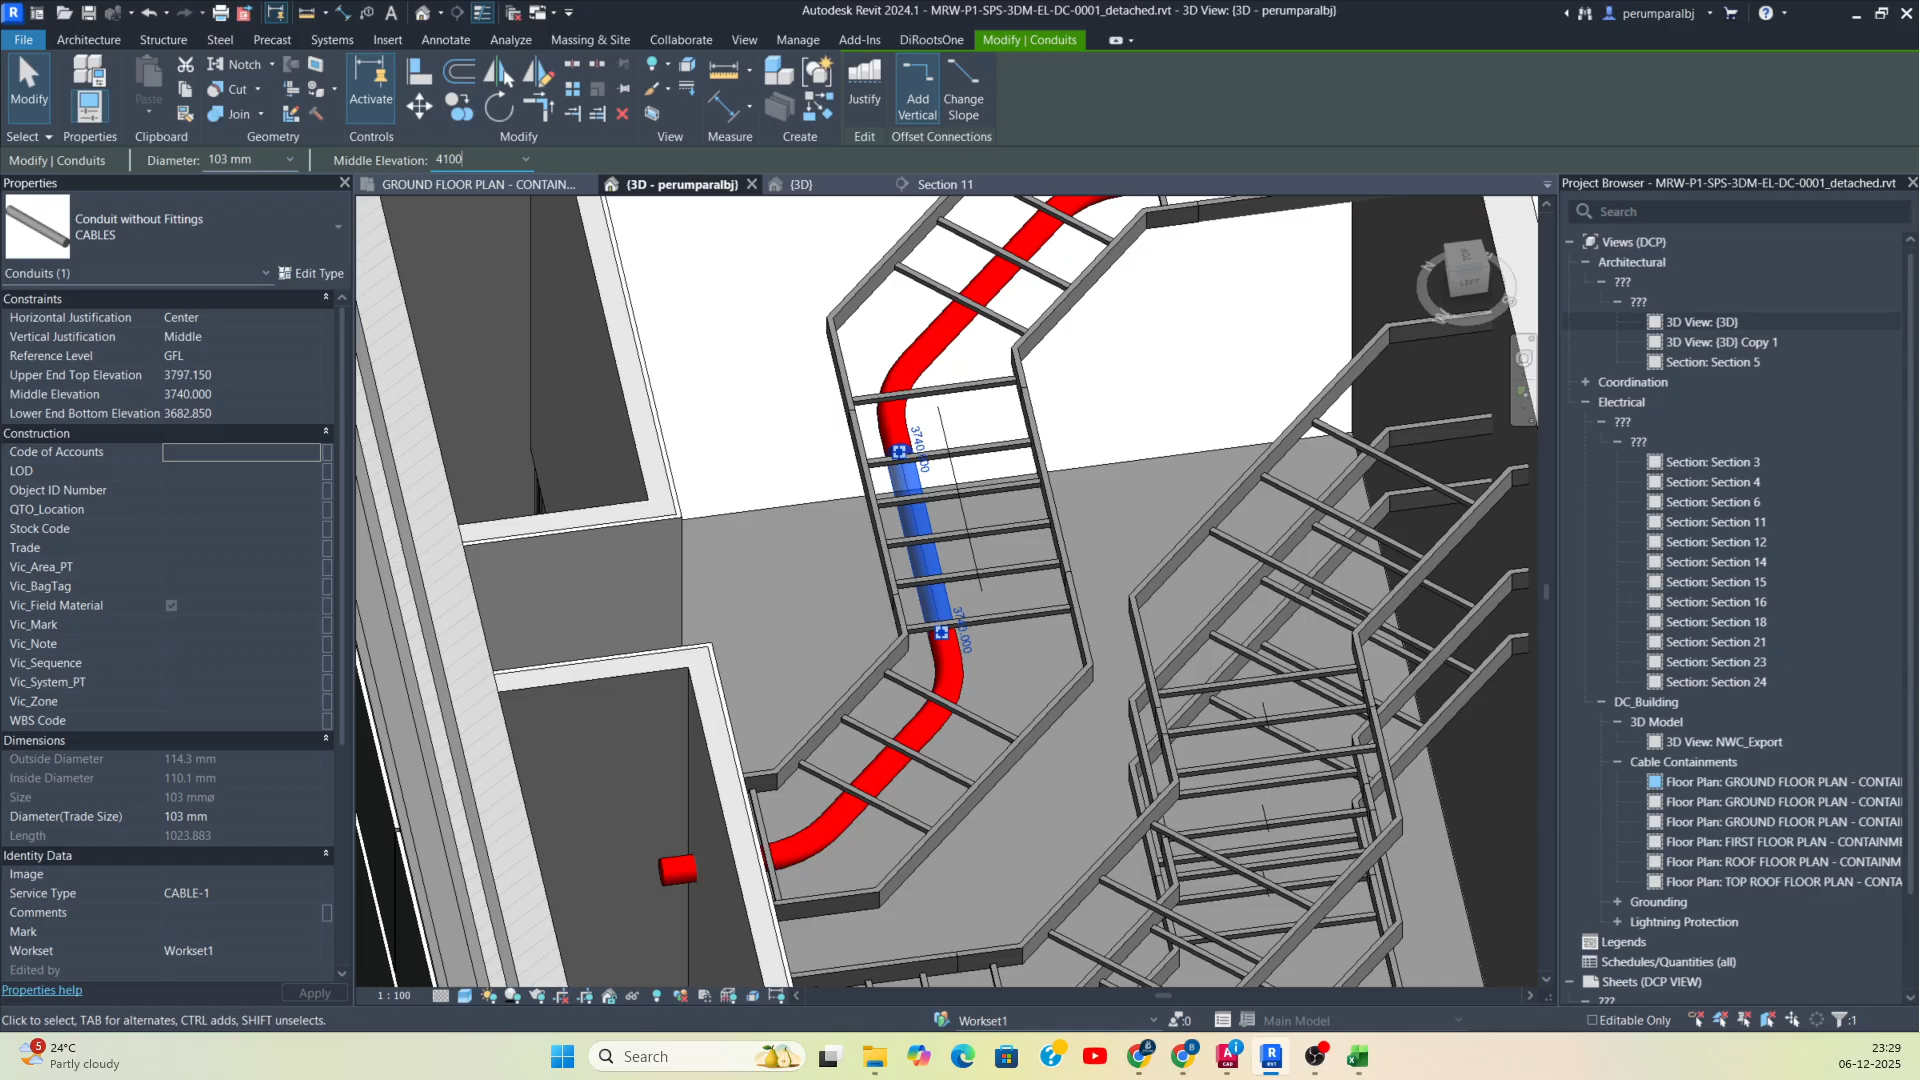 Autodesk Revit 2024.1 - MRW-P1-SPS-3DM-EL-DC-0001_detached.rvt - 3D View: {3D - perumparalbj}
perumparalbj
File Architecture Structure Steel Precast Systems Insert Annotate Analyze Massing & Site Collaborate View Manage Add-Ins DiRootsOne Modify | Conduits
Modify Paste Notch Cut Join Activate Justify Add Vertical Change Slope
Select Properties Clipboard Geometry Controls Modify View Measure Create Edit Offset Connections
Modify | Conduits Diameter: 103 mm Middle Elevation: 4100
Properties
GROUND FLOOR PLAN - CONTAIN... {3D - perumparalbj} {3D} Section 11
Project Browser - MRW-P1-SPS-3DM-EL-DC-0001_detached.rvt
Conduit without Fittings
CABLES
Conduits (1) Edit Type
Constraints
Horizontal Justification Center
Vertical Justification Middle
Reference Level GFL
Upper End Top Elevation 3797.150
Middle Elevation 3740.000
Lower End Bottom Elevation 3682.850
Construction
Code of Accounts
LOD
Object ID Number
QTO_Location
Stock Code
Trade
Vic_Area_PT
Vic_BagTag
Vic_Field Material
Vic_Mark
Vic_Note
Vic_Sequence
Vic_System_PT
Vic_Zone
WBS Code
Dimensions
Outside Diameter 114.3 mm
Inside Diameter 110.1 mm
Size 103 mmø
Diameter(Trade Size) 103 mm
Length 1023.883
Identity Data
Image
Service Type CABLE-1
Comments
Mark
Workset Workset1
Edited by
Properties help Apply
TOP
LEFT
Search
Views (DCP)
Architectural
???
???
3D View: {3D}
3D View: {3D} Copy 1
Section: Section 5
Coordination
Electrical
???
???
Section: Section 3
Section: Section 4
Section: Section 6
Section: Section 11
Section: Section 12
Section: Section 14
Section: Section 15
Section: Section 16
Section: Section 18
Section: Section 21
Section: Section 23
Section: Section 24
DC_Building
3D Model
3D View: NWC_Export
Cable Containments
Floor Plan: GROUND FLOOR PLAN - CONTAI
Floor Plan: GROUND FLOOR PLAN - CONTAI
Floor Plan: GROUND FLOOR PLAN - CONTAI
Floor Plan: FIRST FLOOR PLAN - CONTAINME
Floor Plan: ROOF FLOOR PLAN - CONTAINM
Floor Plan: TOP ROOF FLOOR PLAN - CONTA
Grounding
Lightning Protection
Legends
Schedules/Quantities (all)
Sheets (DCP VIEW)
???
1 : 100
Click to select, TAB for alternates, CTRL adds, SHIFT unselects.
Workset1 :0 Main Model Editable Only :1
5
24°C
Partly cloudy
Search
23:29
06-12-2025